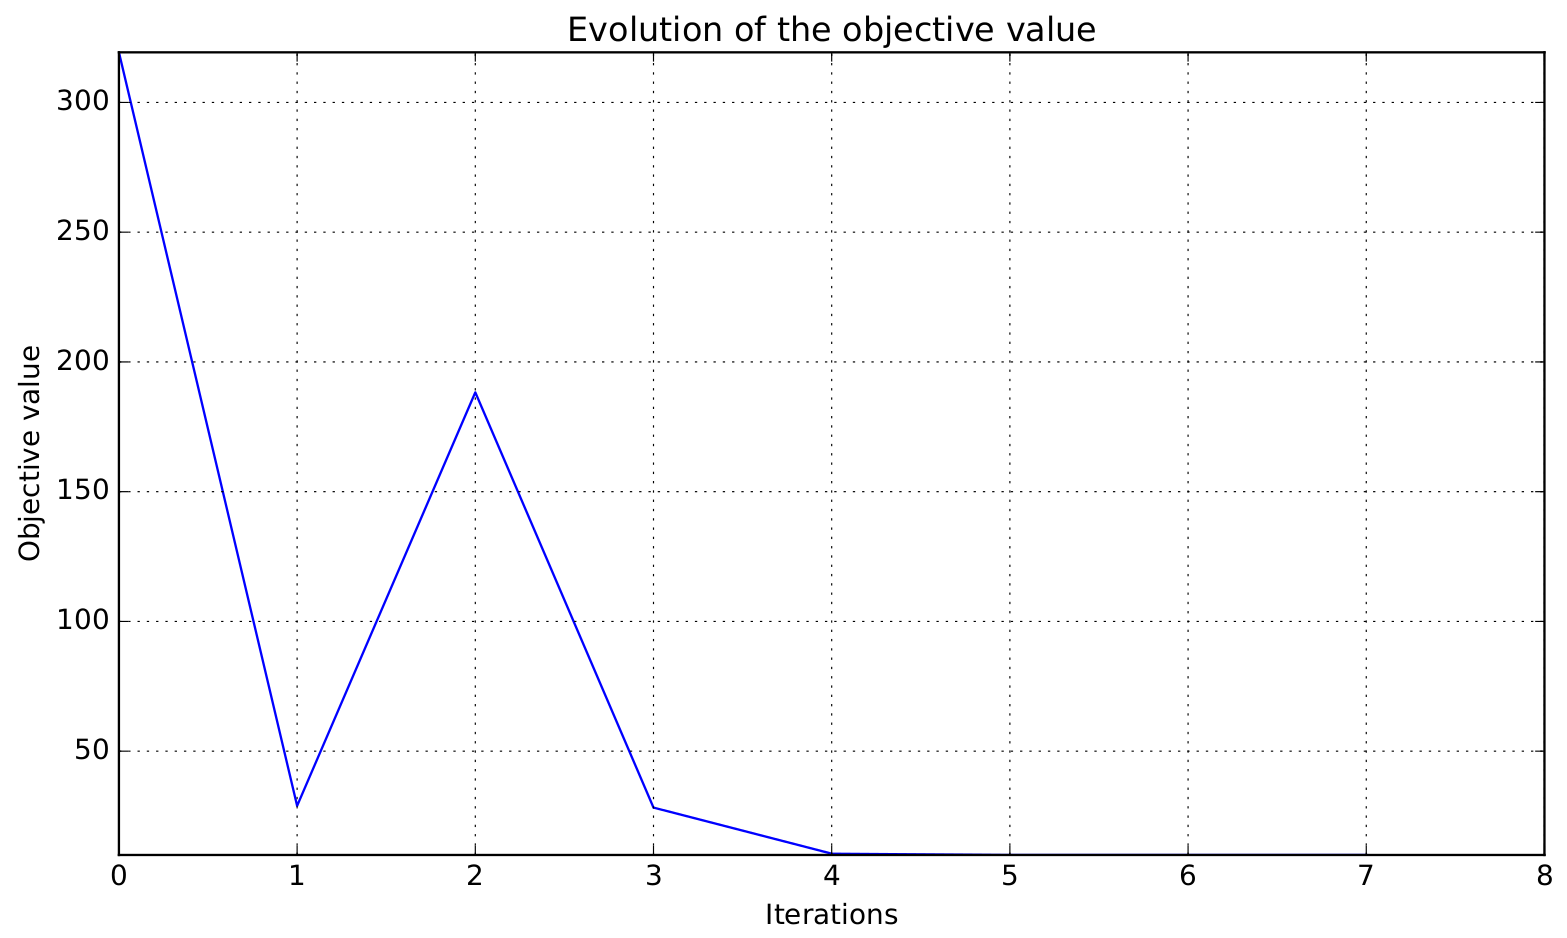 Evolution of the objective value
300
250
200
150
100
50
Objective value
0 1 2 3 4 5 6 7 8
Iterations